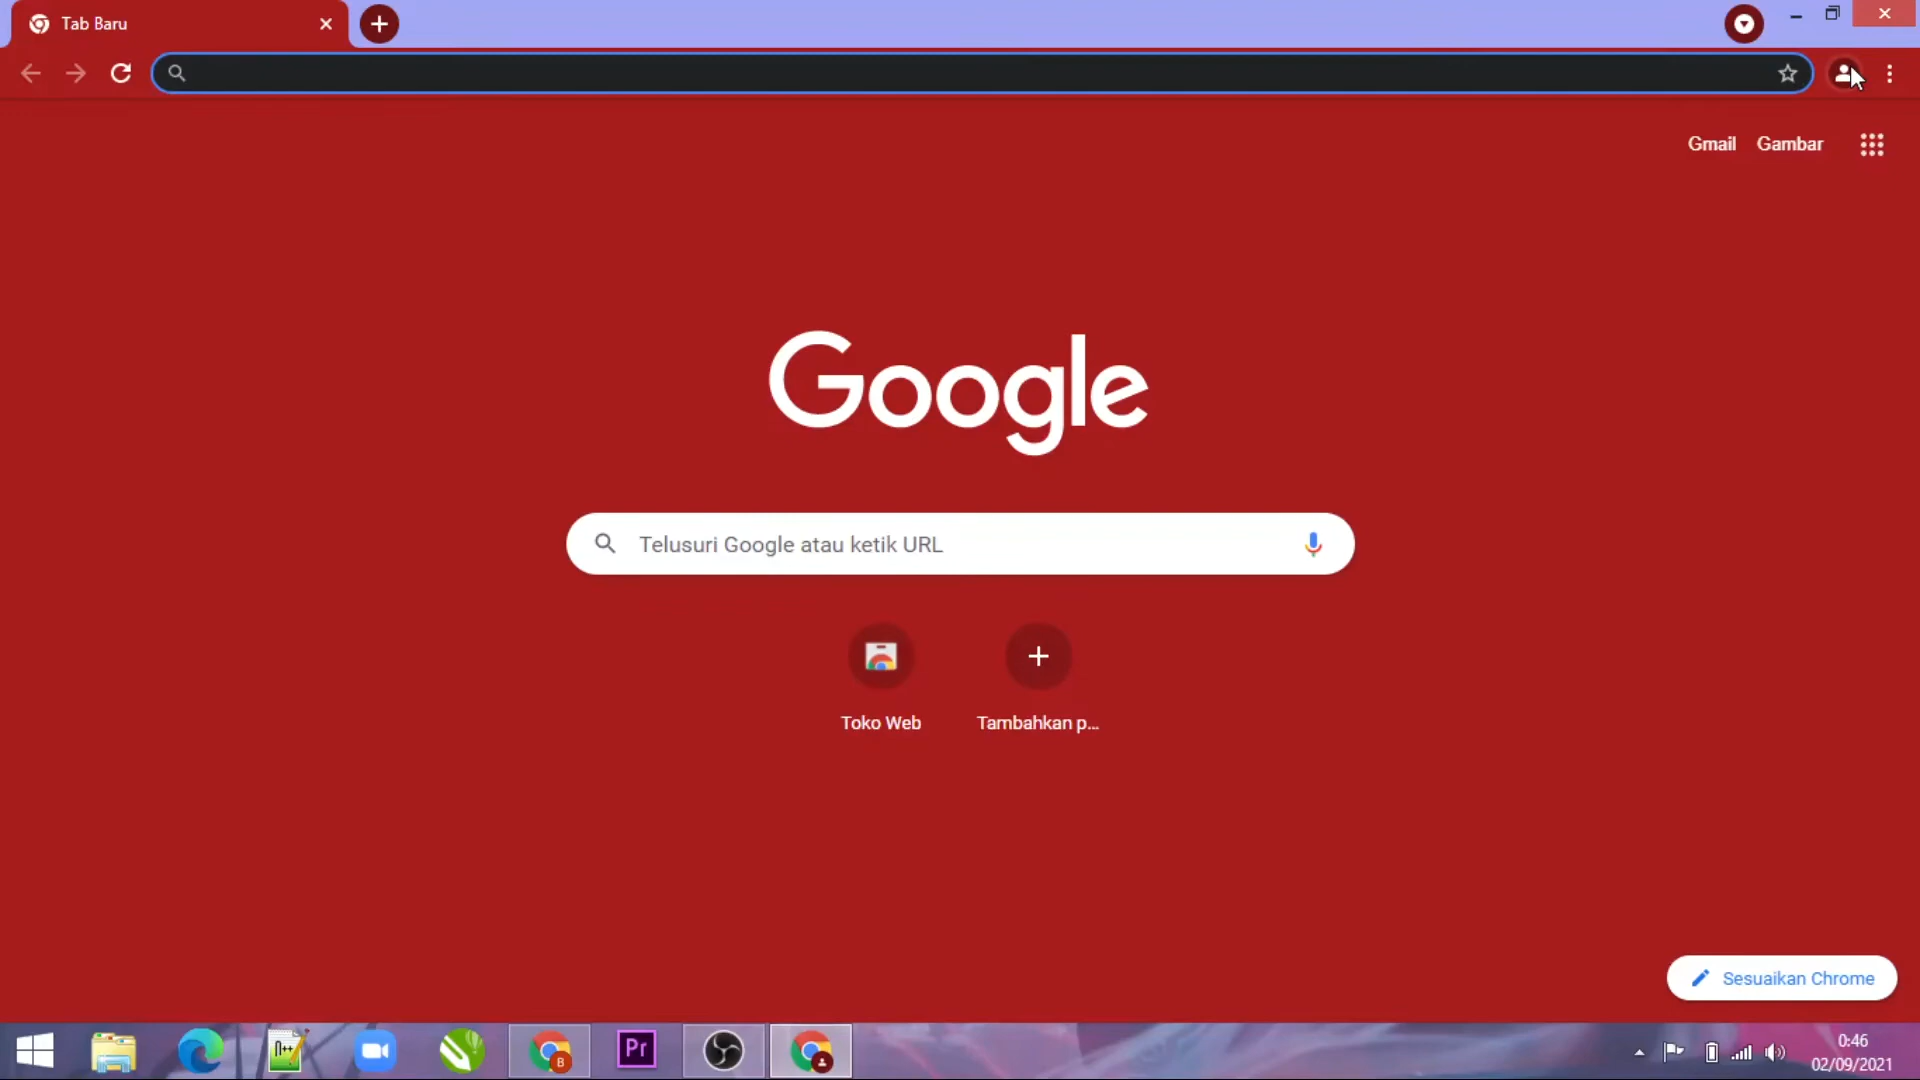 Tab Baru
Gmail Gambar
Google
Telusuri Google atau ketik URL
Toko Web
Tambahkan p...
Sesuaikan Chrome
n++
B
Pr
0:46
02/09/2021